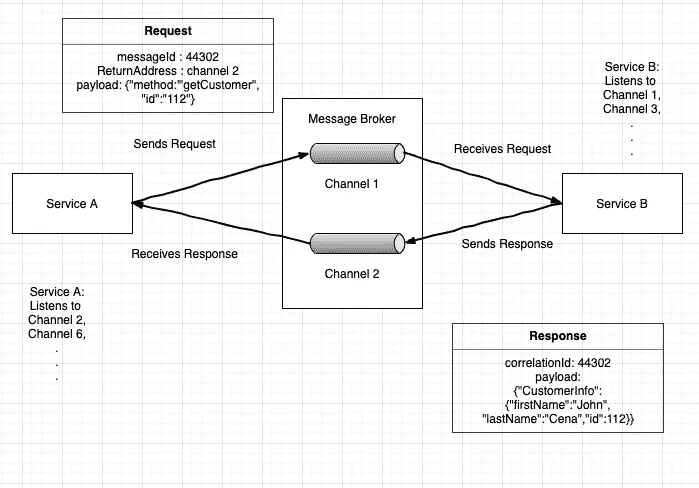 Request
messageId : 44302
ReturnAddress : channel 2
payload: {"method:"'getCustomer",
"id":"112"}
Service B:
Listens to
Channel 1,
Channel 3,
.
.
.
Message Broker
Sends Request
Receives Request
Channel 1
Service A
Service B
Receives Response
Sends Response
Channel 2
Service A:
Listens to
Channel 2,
Channel 6,
.
.
.
Response
correlationId: 44302
payload:
{"CustomerInfo":
{"firstName":"John",
"lastName":"Cena","id":112}}